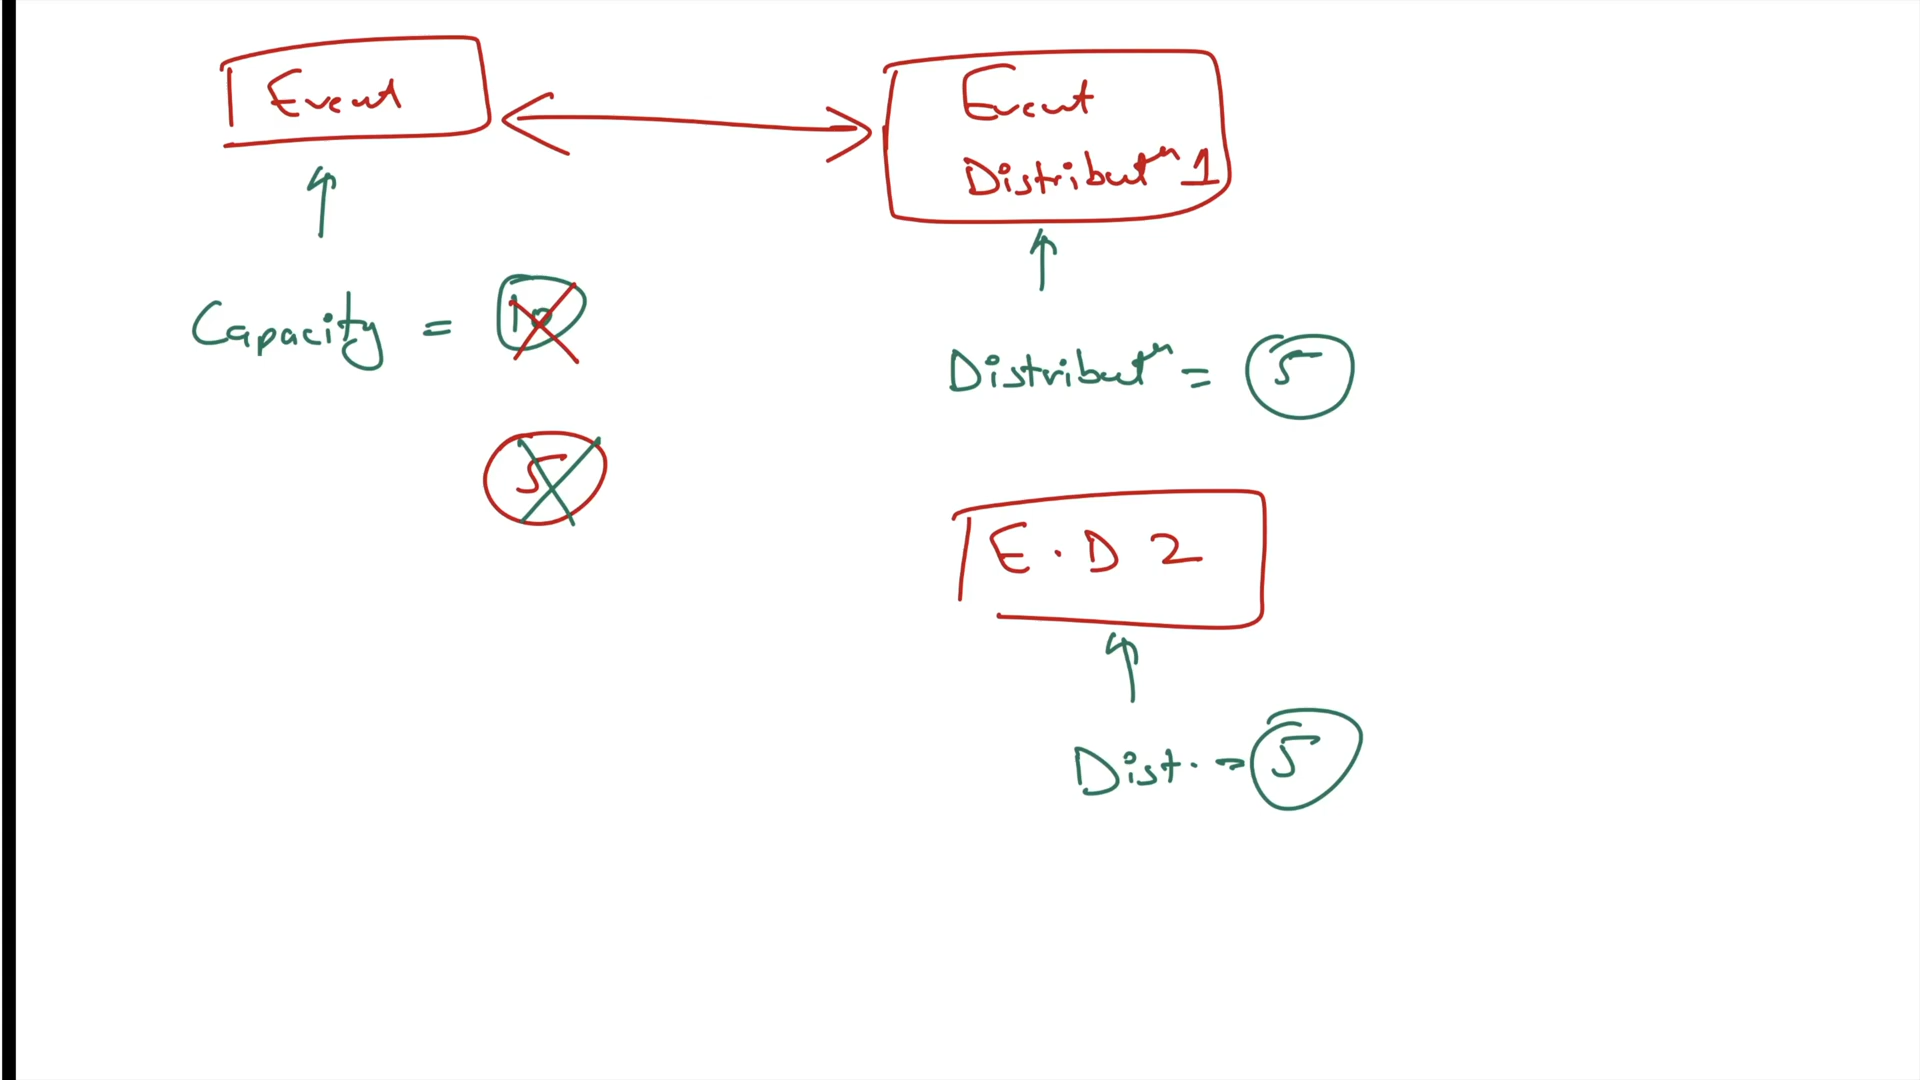 Event
Event
Distributⁿ 1
Capacity = 10
Distributⁿ = 5
5
E.D 2
Dist. = 5